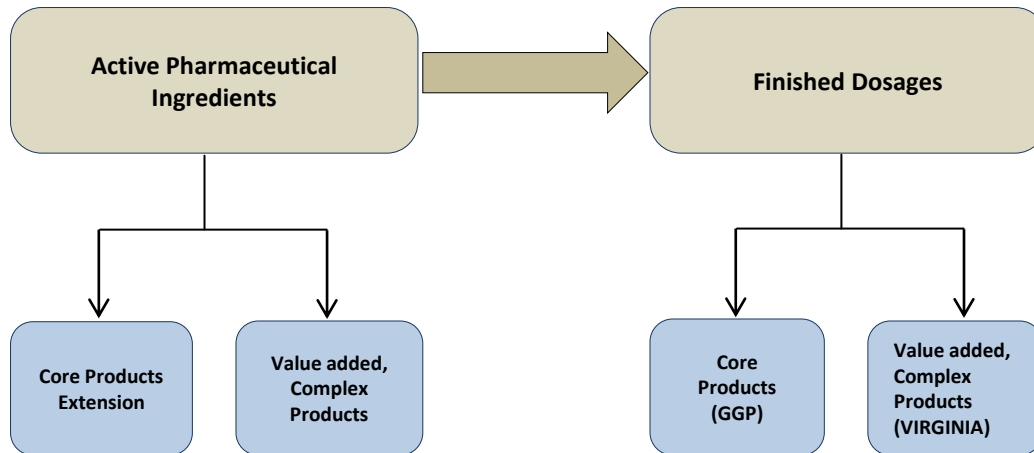 Active Pharmaceutical
Ingredients
Finished Dosages
Core Products
Extension
Value added,
Complex
Products
Core
Products
(GGP)
Value added,
Complex
Products
(VIRGINIA)